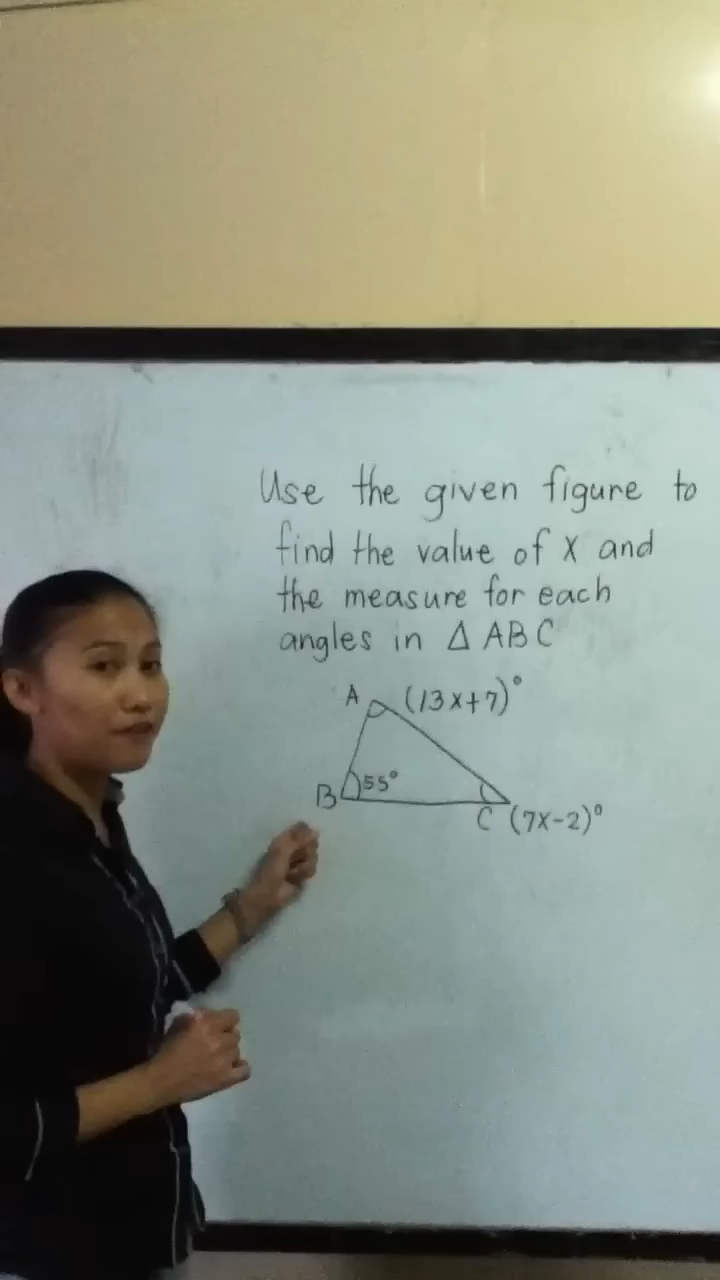 Use the given figure to
find the value of x and
the measure for each
angles in Δ ABC
A (13x+7)°
B 55°
C (7x-2)°